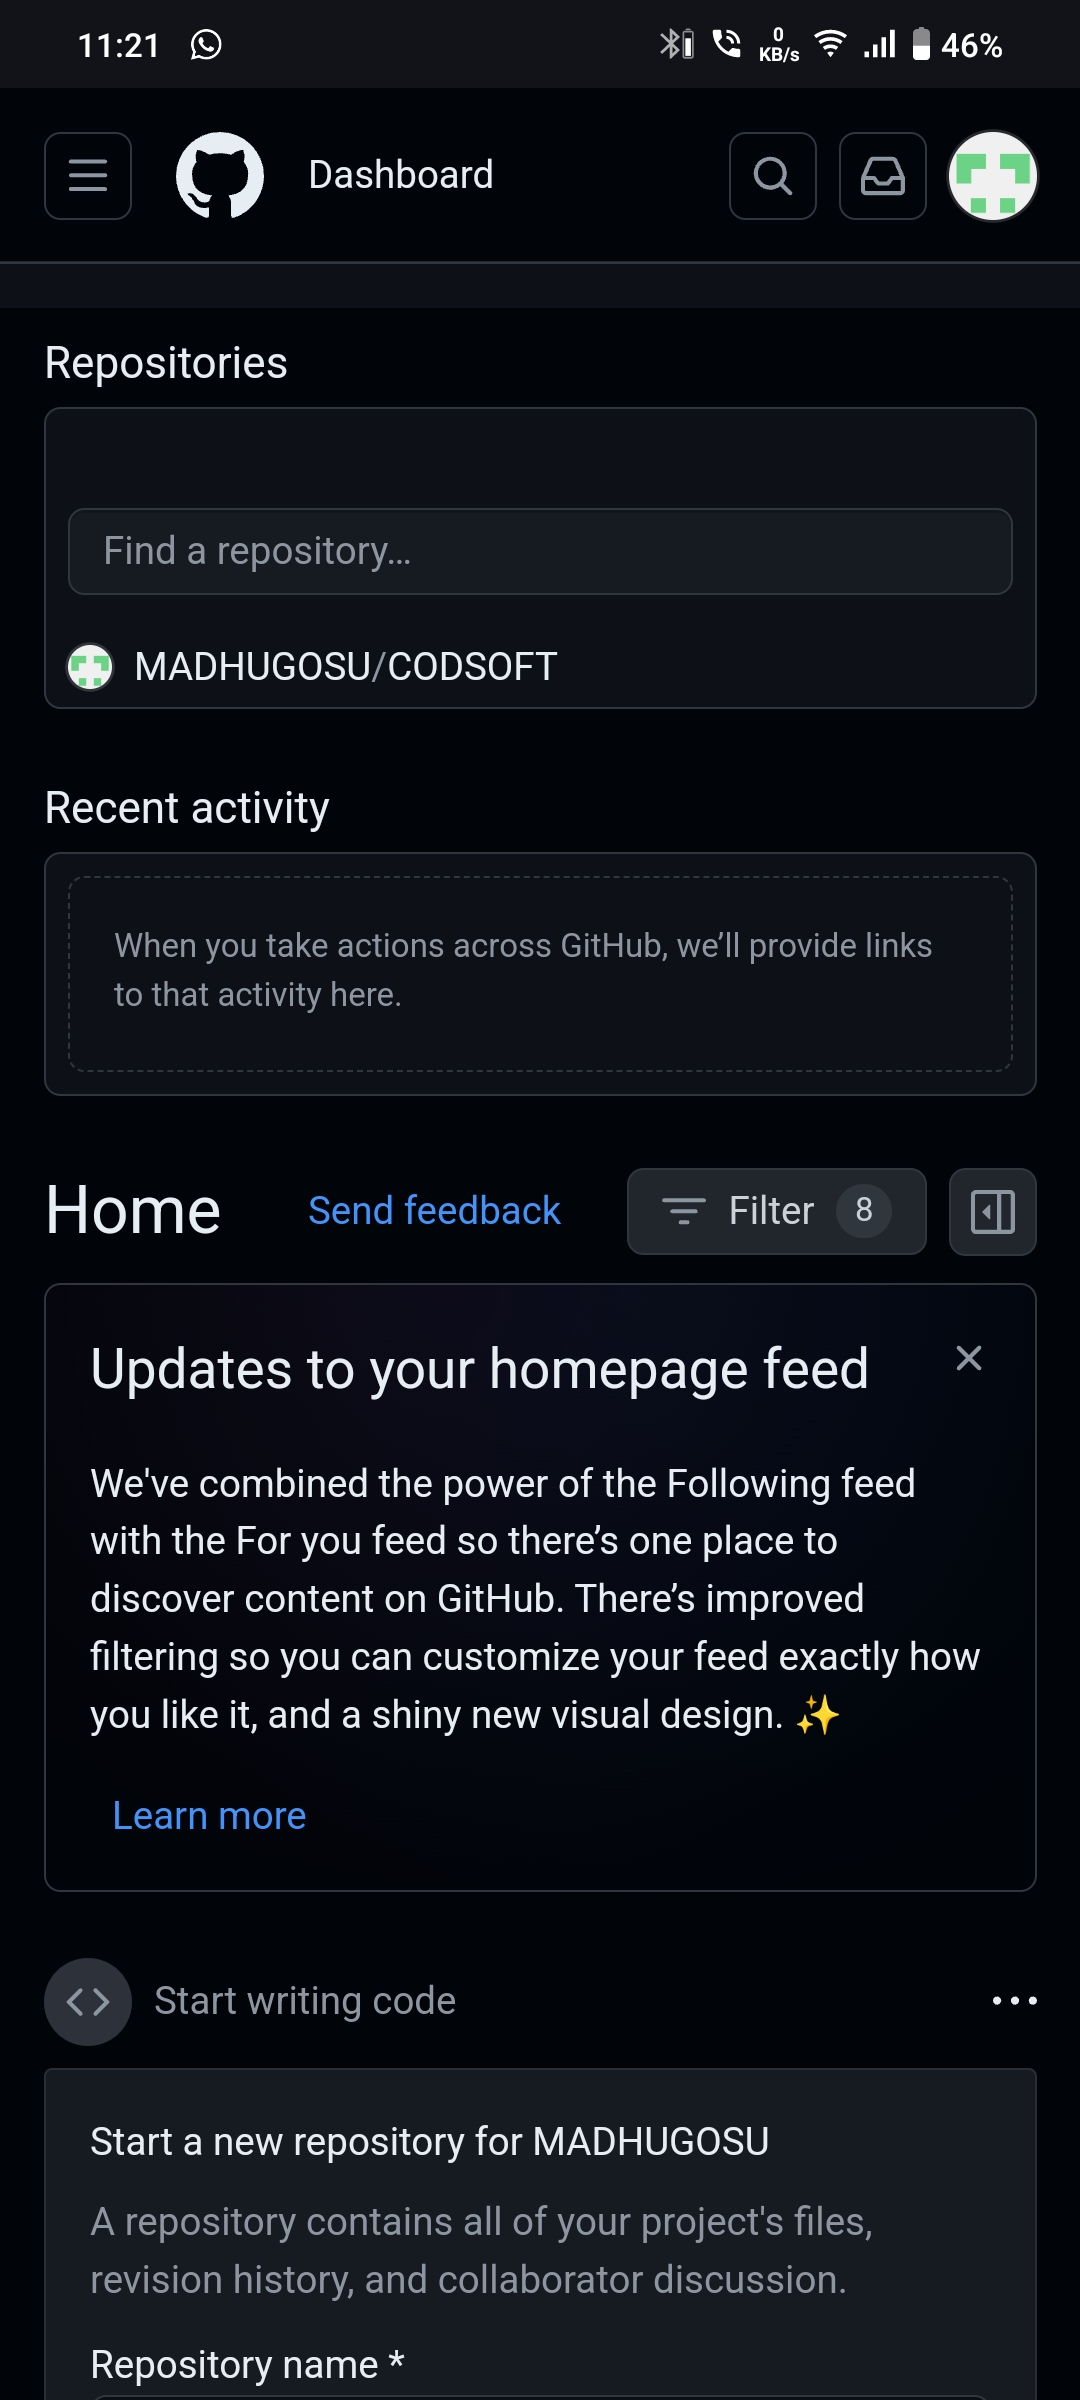 11:21
0
KB/s
46%
Dashboard
Repositories
Find a repository…
MADHUGOSU/CODSOFT
Recent activity
When you take actions across GitHub, we’ll provide links
to that activity here.
Home
Send feedback
Filter
8
Updates to your homepage feed
We've combined the power of the Following feed
with the For you feed so there’s one place to
discover content on GitHub. There’s improved
filtering so you can customize your feed exactly how
you like it, and a shiny new visual design. ✨
Learn more
Start writing code
Start a new repository for MADHUGOSU
A repository contains all of your project's files,
revision history, and collaborator discussion.
Repository name *